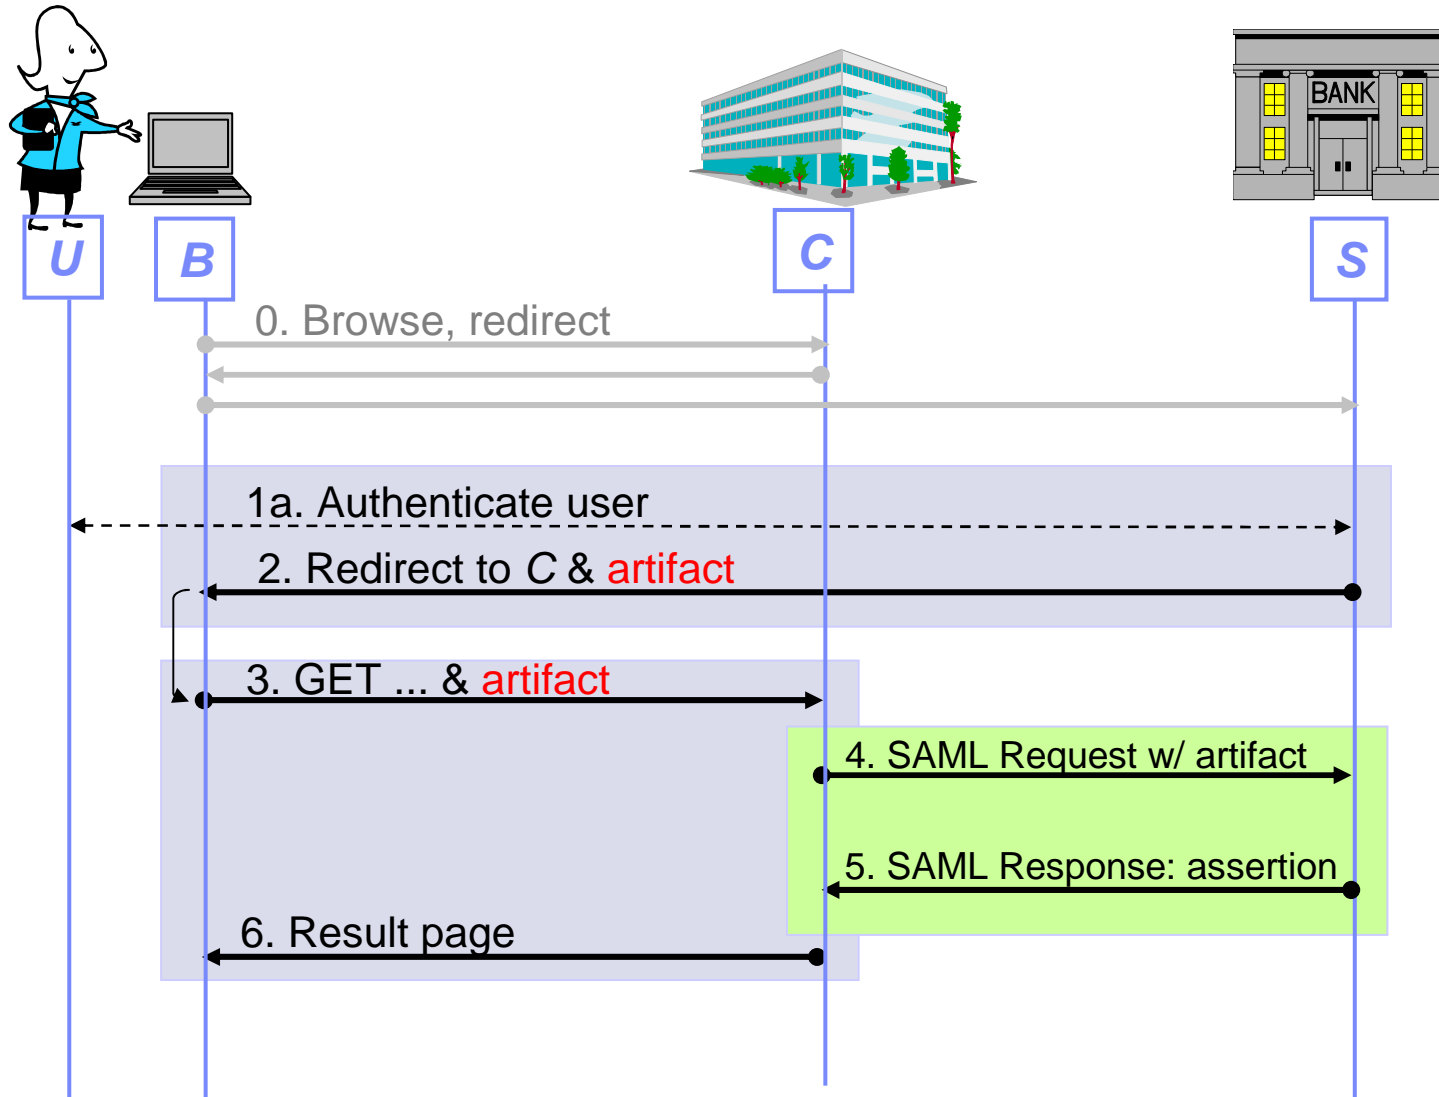 BANK
U
B
C
S
0. Browse, redirect
1a. Authenticate user
2. Redirect to C & artifact
3. GET ... & artifact
4. SAML Request w/ artifact
5. SAML Response: assertion
6. Result page